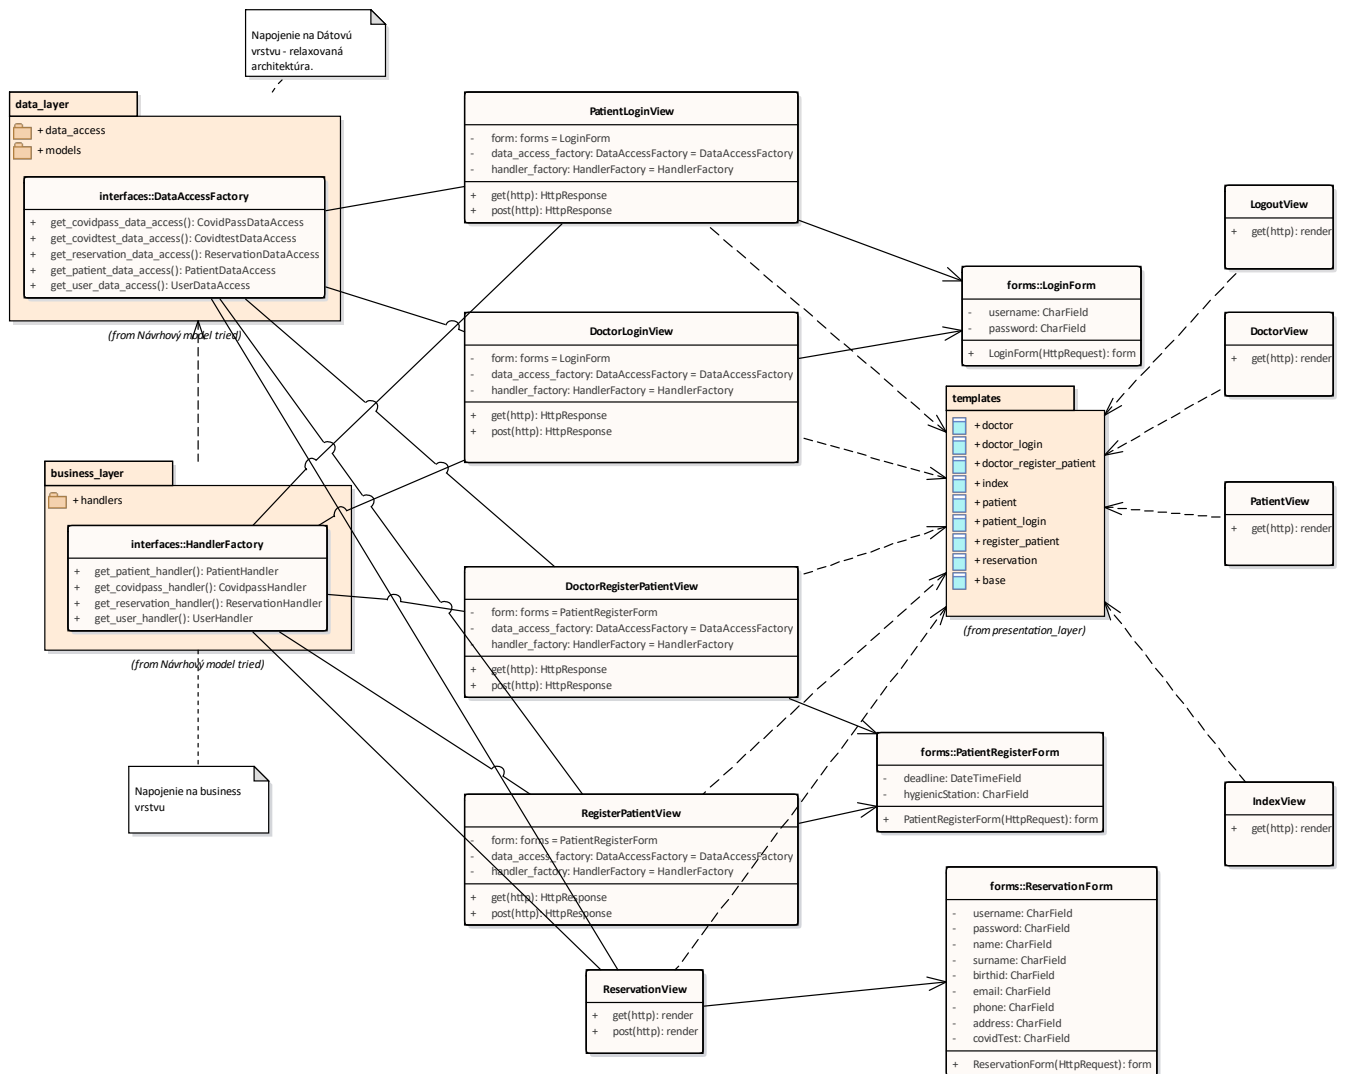 Napojenie na Dátovú
vrstvu - relaxovaná
architektúra.
data_layer
+ data_access
+ models
interfaces::DataAccessFactory
+ get_covidpass_data_access(): CovidPassDataAccess
+ get_covidtest_data_access(): CovidtestDataAccess
+ get_reservation_data_access(): ReservationDataAccess
+ get_patient_data_access(): PatientDataAccess
+ get_user_data_access(): UserDataAccess
(from Návrhový model tried)
business_layer
+ handlers
interfaces::HandlerFactory
+ get_patient_handler(): PatientHandler
+ get_covidpass_handler(): CovidpassHandler
+ get_reservation_handler(): ReservationHandler
+ get_user_handler(): UserHandler
(from Návrhový model tried)
Napojenie na business
vrstvu
PatientLoginView
- form: forms = LoginForm
- data_access_factory: DataAccessFactory = DataAccessFactory
- handler_factory: HandlerFactory = HandlerFactory
+ get(http): HttpResponse
+ post(http): HttpResponse
DoctorLoginView
- form: forms = LoginForm
- data_access_factory: DataAccessFactory = DataAccessFactory
- handler_factory: HandlerFactory = HandlerFactory
+ get(http): HttpResponse
+ post(http): HttpResponse
DoctorRegisterPatientView
- form: forms = PatientRegisterForm
- data_access_factory: DataAccessFactory = DataAccessFactory
handler_factory: HandlerFactory = HandlerFactory
+ get(http): HttpResponse
+ post(http): HttpResponse
RegisterPatientView
- form: forms = PatientRegisterForm
- data_access_factory: DataAccessFactory = DataAccessFactory
- handler_factory: HandlerFactory = HandlerFactory
+ get(http): HttpResponse
+ post(http): HttpResponse
ReservationView
+ get(http): render
+ post(http): render
forms::LoginForm
- username: CharField
- password: CharField
+ LoginForm(HttpRequest): form
templates
+ doctor
+ doctor_login
+ doctor_register_patient
+ index
+ patient
+ patient_login
+ register_patient
+ reservation
+ base
(from presentation_layer)
forms::PatientRegisterForm
- deadline: DateTimeField
- hygienicStation: CharField
+ PatientRegisterForm(HttpRequest): form
forms::ReservationForm
- username: CharField
- password: CharField
- name: CharField
- surname: CharField
- birthid: CharField
- email: CharField
- phone: CharField
- address: CharField
- covidTest: CharField
+ ReservationForm(HttpRequest): form
LogoutView
+ get(http): render
DoctorView
+ get(http): render
PatientView
+ get(http): render
IndexView
+ get(http): render